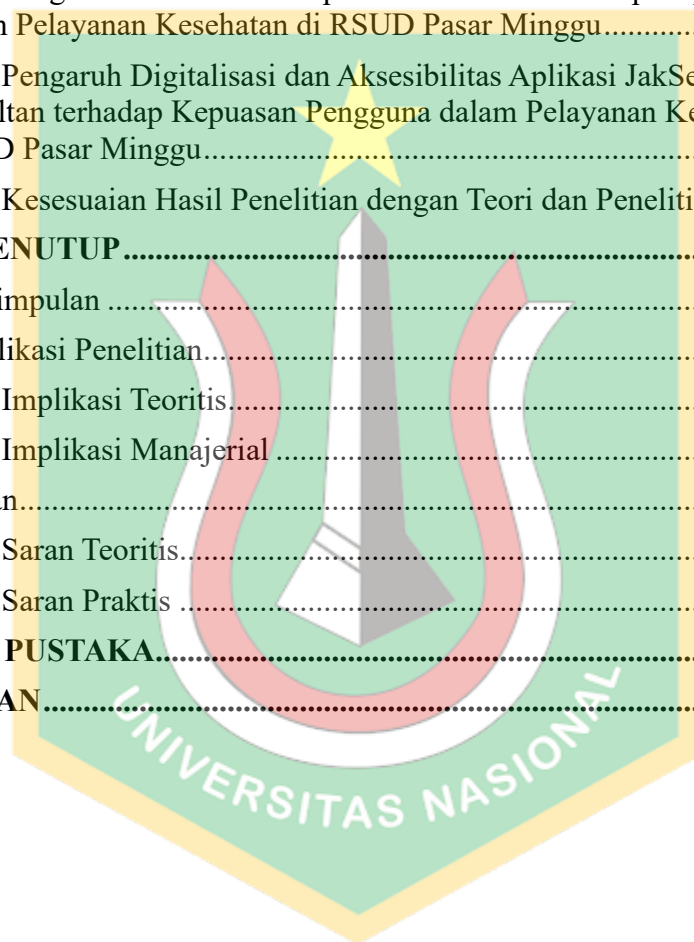 n Pelayanan Kesehatan di RSUD Pasar Minggu
Pengaruh Digitalisasi dan Aksesibilitas Aplikasi JakSe
ltan terhadap Kepuasan Pengguna dalam Pelayanan Ke
D Pasar Minggu
Kesesuaian Hasil Penelitian dengan Teori dan Peneliti
ENUTUP
impulan
likasi Penelitian
Implikasi Teoritis
Implikasi Manajerial
an
Saran Teoritis
Saran Praktis
PUSTAKA
AN
UNIVERSITAS NASIONAL